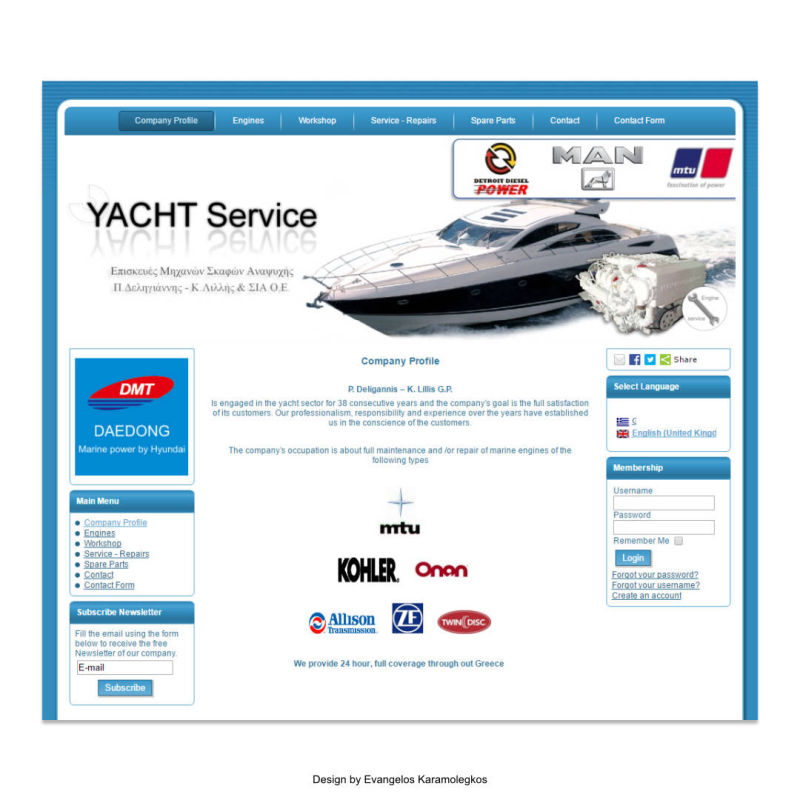 Company Profile
Engines
Workshop
Service - Repairs
Spare Parts
Contact
Contact Form
DETROIT DIESEL
POWER
MAN
mtu
fascination of power
YACHT Service
Επισκευές Μηχανών Σκαφών Αναψυχής
Π.Δεληγιάννης - Κ Λιλλής & ΣΙΑ Ο.Ε.
Engine
service
DMT
DAEDONG
Marine power by Hyundai
Main Menu
Company Profile
Engines
Workshop
Service - Repairs
Spare Parts
Contact
Contact Form
Subscribe Newsletter
Fill the email using the form
below to receive the free
Newsletter of our company.
E-mail
Subscribe
Company Profile
P. Deligannis – K. Lillis G.P.
Is engaged in the yacht sector for 38 consecutive years and the company's goal is the full satisfaction
of its customers. Our professionalism, responsibility and experience over the years have established
us in the conscience of the customers.
The company's occupation is about full maintenance and /or repair of marine engines of the
following types
mtu
KOHLER
Onan
Allison
Transmission
ZF
TWIN DISC
We provide 24 hour, full coverage through out Greece
Share
Select Language
English (United Kingd
Membership
Username
Password
Remember Me
Login
Forgot your password?
Forgot your username?
Create an account
Design by Evangelos Karamolegkos